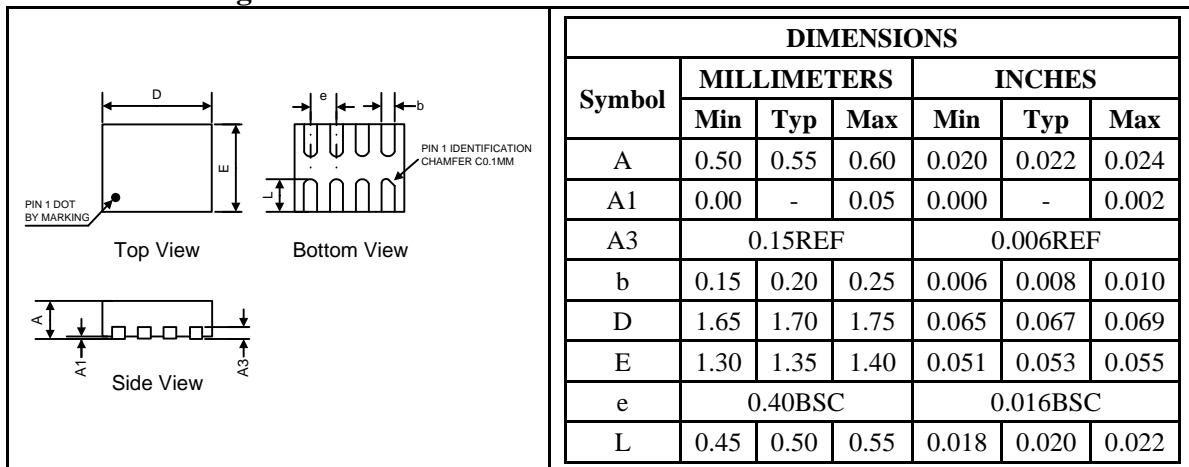 D
e
b
E
L
PIN 1 IDENTIFICATION
CHAMFER C0.1MM
PIN 1 DOT
BY MARKING
Top View
Bottom View
A
A1
A3
Side View
DIMENSIONS
Symbol MILLIMETERS INCHES
Min Typ Max Min Typ Max
A 0.50 0.55 0.60 0.020 0.022 0.024
A1 0.00 - 0.05 0.000 - 0.002
A3 0.15REF 0.006REF
b 0.15 0.20 0.25 0.006 0.008 0.010
D 1.65 1.70 1.75 0.065 0.067 0.069
E 1.30 1.35 1.40 0.051 0.053 0.055
e 0.40BSC 0.016BSC
L 0.45 0.50 0.55 0.018 0.020 0.022